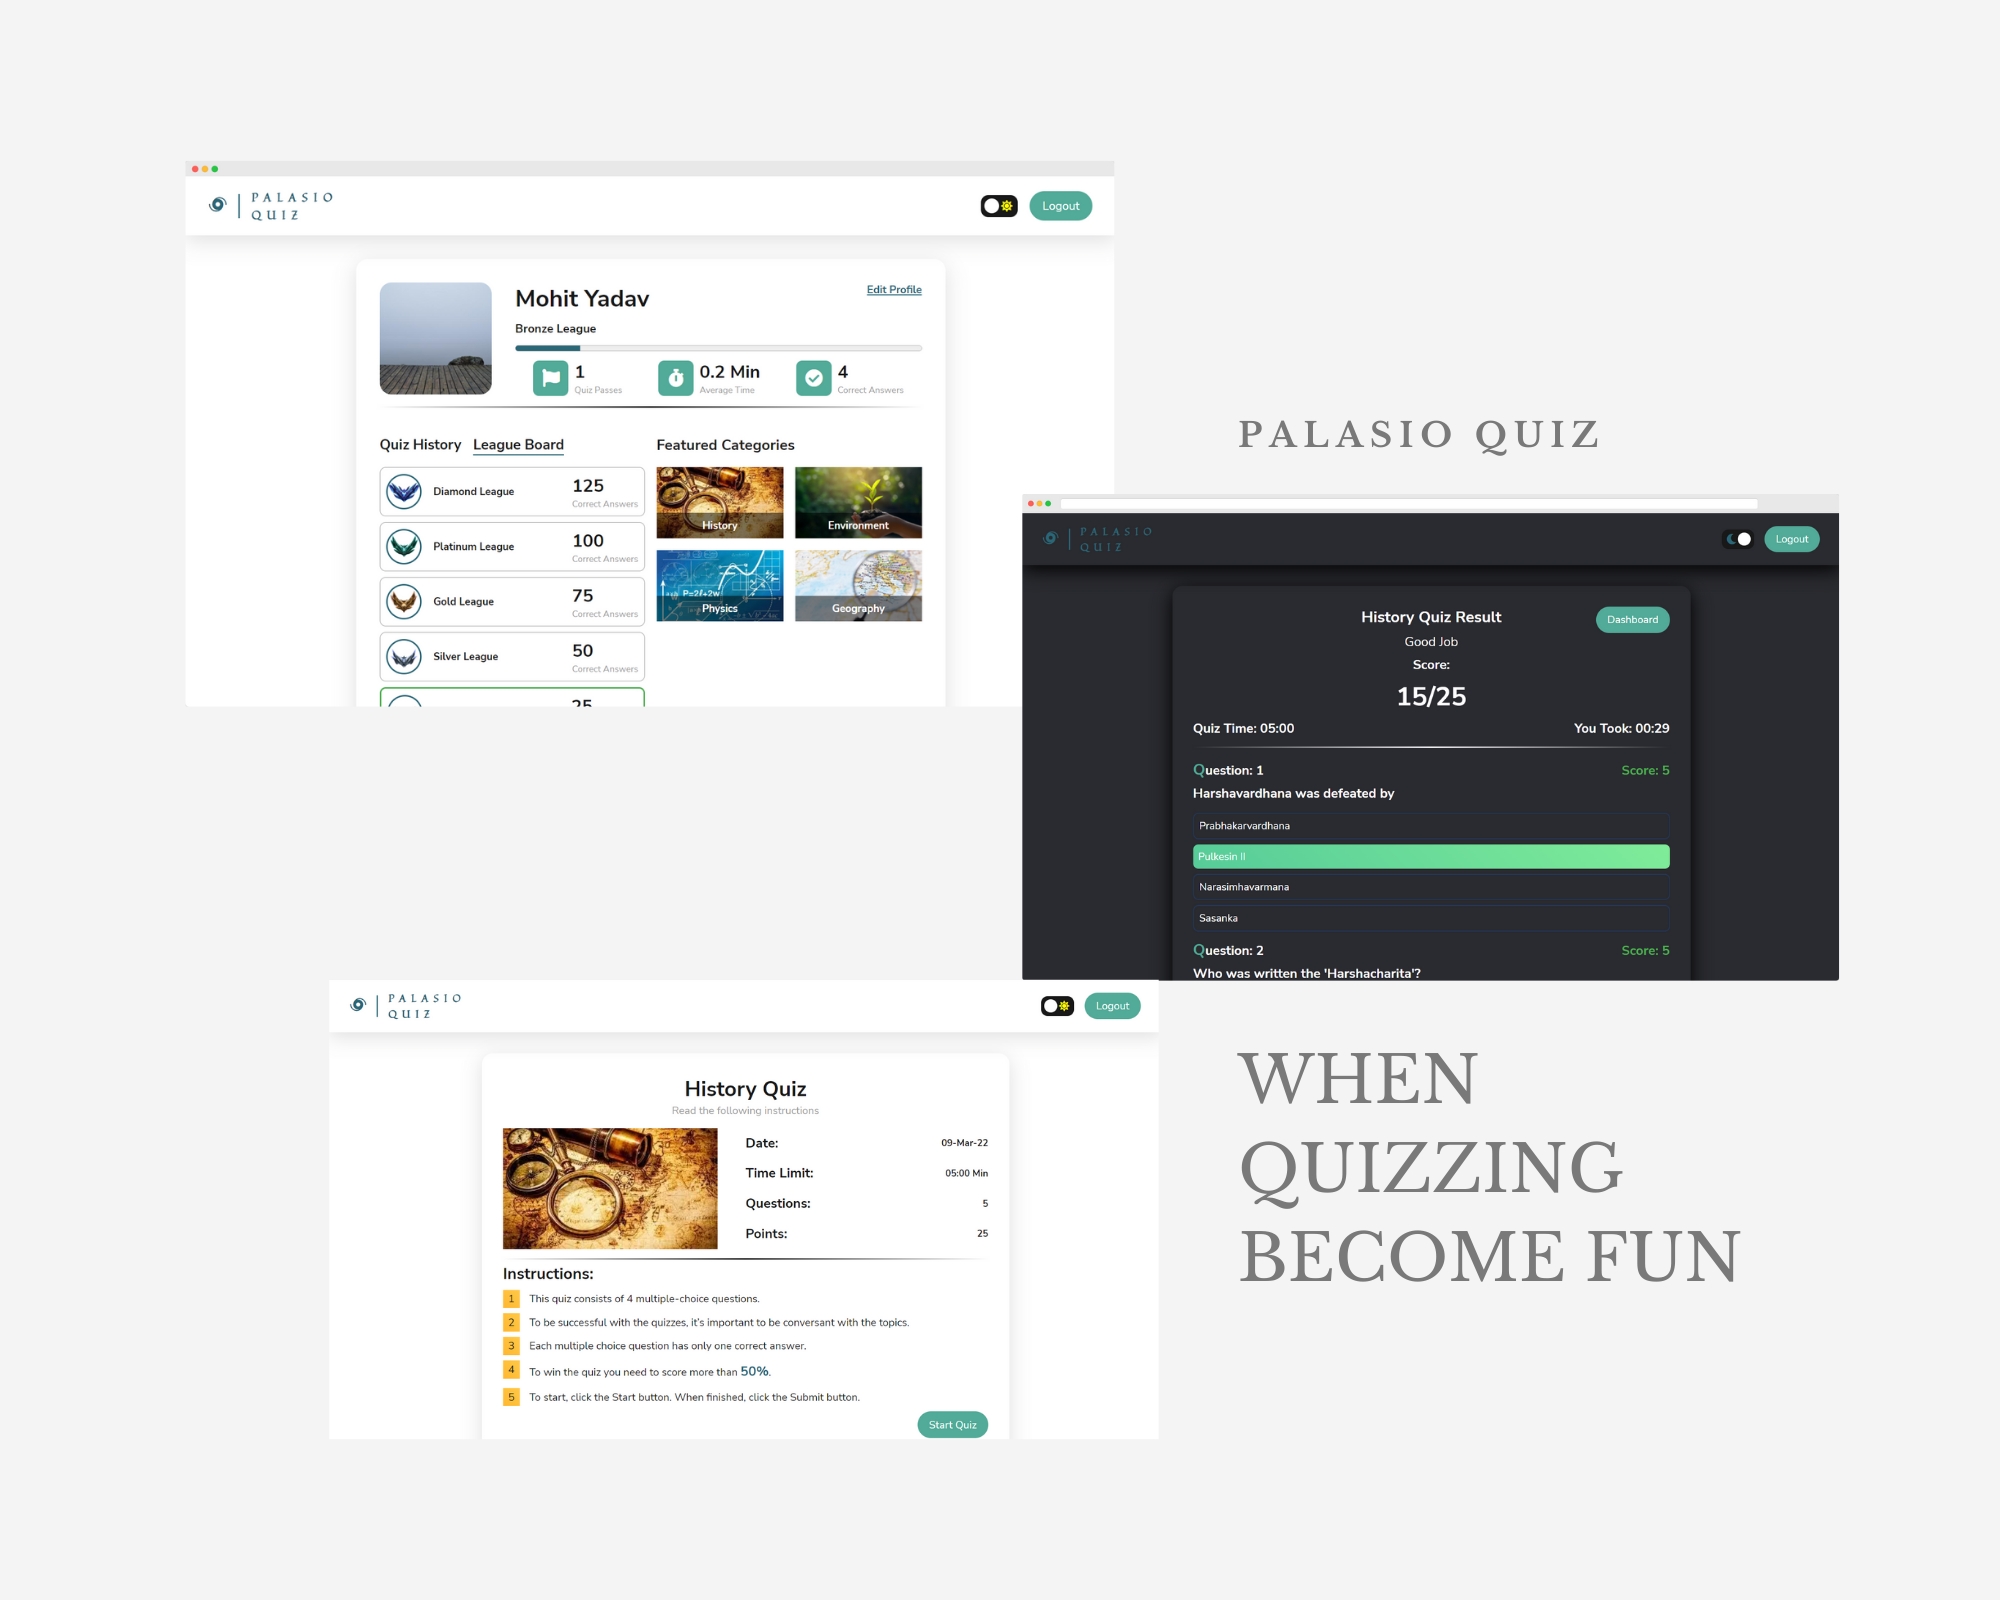 PALASIO
QUIZ
Logout
Mohit Yadav
Edit Profile
Bronze League
1
Quiz Passes
0.2 Min
Average Time
4
Correct Answers
Quiz History
League Board
Featured Categories
Diamond League
125
Correct Answers
Platinum League
100
Correct Answers
Gold League
75
Correct Answers
Silver League
50
Correct Answers
25
History
Environment
P=2ℓ+2w
Physics
Geography
PALASIO QUIZ
PALASIO
QUIZ
Logout
History Quiz Result
Dashboard
Good Job
Score:
15/25
Quiz Time: 05:00
You Took: 00:29
Question: 1
Score: 5
Harshavardhana was defeated by
Prabhakarvardhana
Pulkesin II
Narasimhavarmana
Sasanka
Question: 2
Score: 5
Who was written the 'Harshacharita'?
PALASIO
QUIZ
Logout
History Quiz
Read the following instructions
Date:
09-Mar-22
Time Limit:
05:00 Min
Questions:
5
Points:
25
Instructions:
1 This quiz consists of 4 multiple-choice questions.
2 To be successful with the quizzes, it's important to be conversant with the topics.
3 Each multiple choice question has only one correct answer.
4 To win the quiz you need to score more than 50%.
5 To start, click the Start button. When finished, click the Submit button.
Start Quiz
WHEN
QUIZZING
BECOME FUN